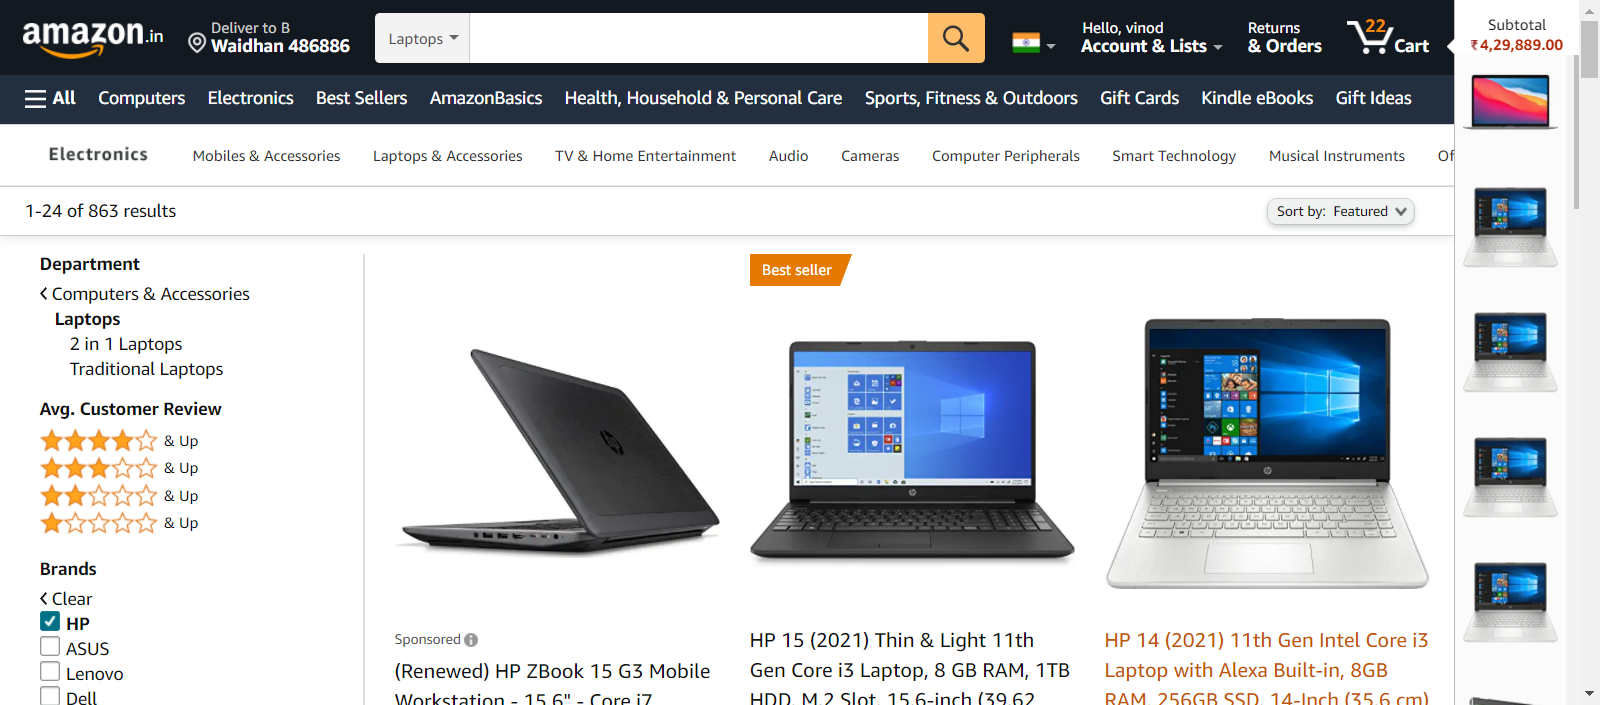 amazon.in
Deliver to B
Waidhan 486886
Laptops
Hello, vinod
Account & Lists
Returns
& Orders
22
Cart
Subtotal
₹4,29,889.00
All Computers Electronics Best Sellers AmazonBasics Health, Household & Personal Care Sports, Fitness & Outdoors Gift Cards Kindle eBooks Gift Ideas
Electronics Mobiles & Accessories Laptops & Accessories TV & Home Entertainment Audio Cameras Computer Peripherals Smart Technology Musical Instruments Of
1-24 of 863 results
Sort by: Featured
Department
Computers & Accessories
Laptops
2 in 1 Laptops
Traditional Laptops
Avg. Customer Review
& Up
& Up
& Up
& Up
Brands
Clear
HP
ASUS
Lenovo
Dell
Sponsored
(Renewed) HP ZBook 15 G3 Mobile
Workstation - 15.6" - Core i7
Best seller
HP 15 (2021) Thin & Light 11th
Gen Core i3 Laptop, 8 GB RAM, 1TB
HDD, M.2 Slot, 15.6-inch (39.62
HP 14 (2021) 11th Gen Intel Core i3
Laptop with Alexa Built-in, 8GB
RAM, 256GB SSD, 14-Inch (35.6 cm)